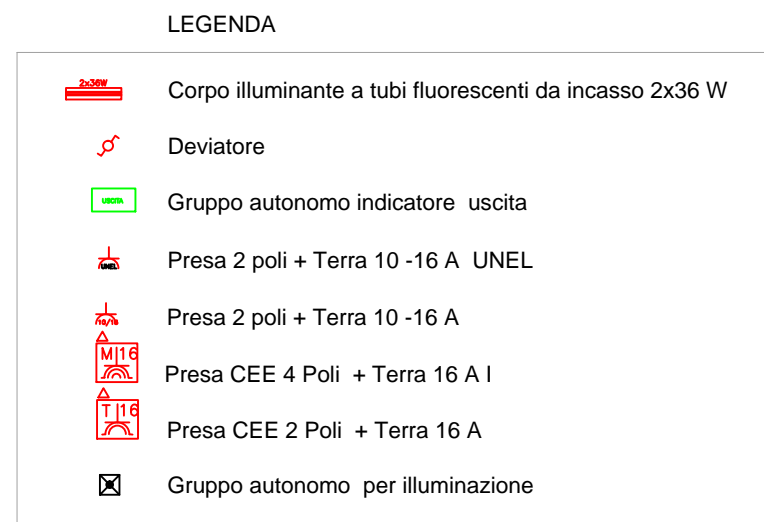 LEGENDA
2x36W Corpo illuminante a tubi fluorescenti da incasso 2x36 W
Deviatore
USCITA Gruppo autonomo indicatore uscita
UNEL Presa 2 poli + Terra 10 -16 A UNEL
10/16 Presa 2 poli + Terra 10 -16 A
M 16 Presa CEE 4 Poli + Terra 16 A I
T 16 Presa CEE 2 Poli + Terra 16 A
Gruppo autonomo per illuminazione